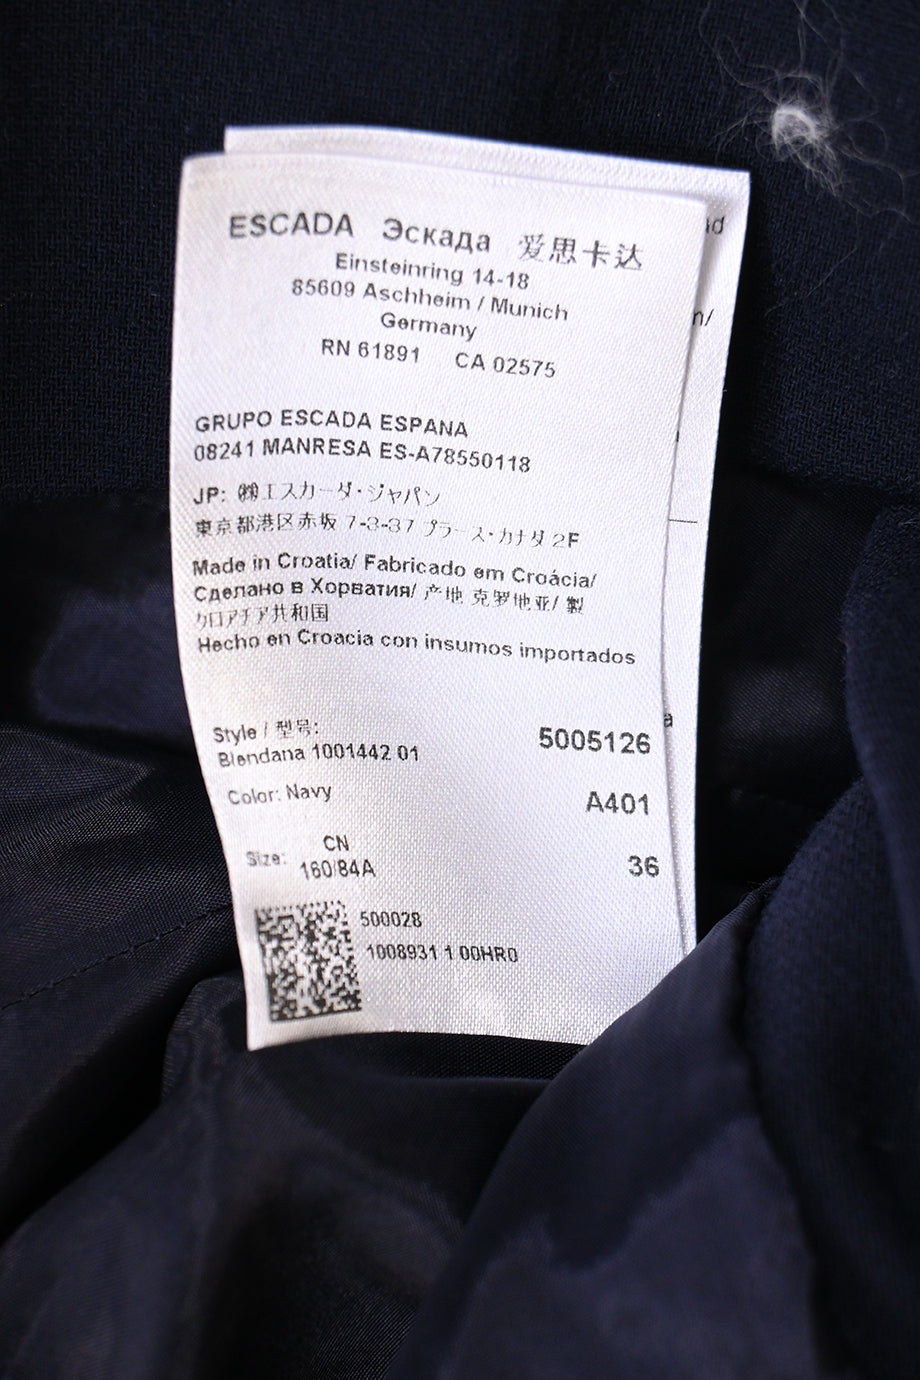 ESCADA Эскада 爱思卡达
Einsteinring 14-18
85609 Aschheim / Munich
Germany
RN 61891 CA 02575
GRUPO ESCADA ESPANA
08241 MANRESA ES-A78550118
JP: ㈱エスカーダ・ジャパン
東京都港区赤坂 7-3-37 プラース・カナダ 2F
Made in Croatia/ Fabricado em Croácia/
Сделано в Хорватия/ 产地 克罗地亚/ 製
クロアチア共和国
Hecho en Croacia con insumos importados
Style / 型号: 5005126
Blendana 1001442 01
Color: Navy A401
Size: CN 36
160/84A
500028
1008931 1 00HR0